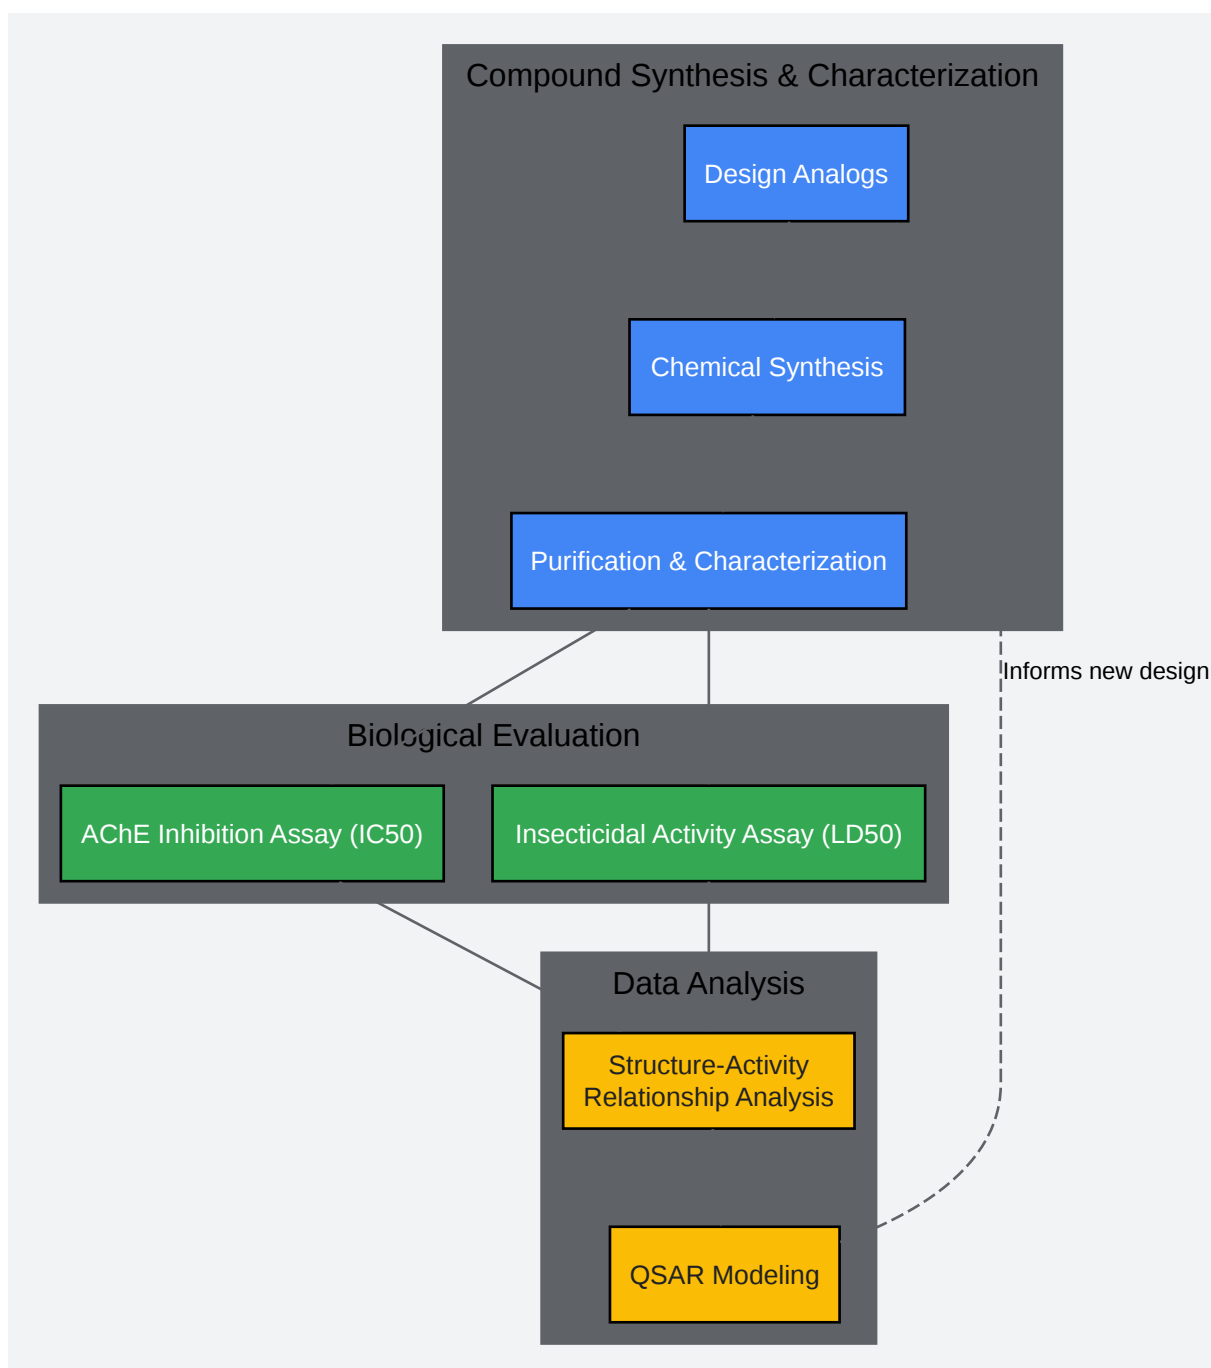 Compound Synthesis & Characterization
Design Analogs
Chemical Synthesis
Purification & Characterization
Informs new design
Biological Evaluation
AChE Inhibition Assay (IC50)
Insecticidal Activity Assay (LD50)
Data Analysis
Structure-Activity
Relationship Analysis
QSAR Modeling